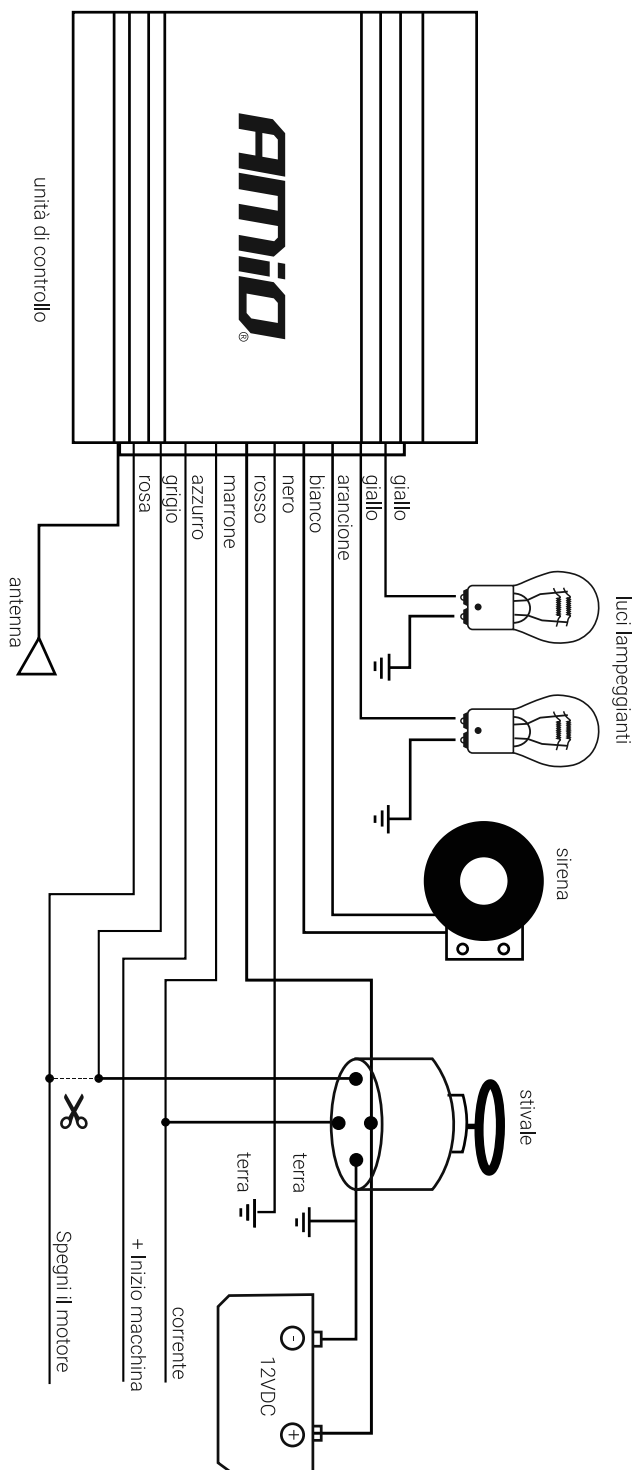 AMiO
®
unità di controllo
giallo
giallo
arancione
bianco
nero
rosso
marrone
azzurro
grigio
rosa
antenna
luci lampeggianti
sirena
stivale
terra
terra
12VDC
-
+
corrente
+ Inizio macchina
Spegni il motore